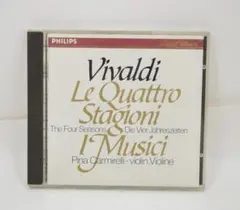 PHILIPS
Vivaldi
Le Quattro
Stagioni
The Four Seasons Die Vier Jahreszeiten
I Musici
Pina Carmirelli · violin Violine